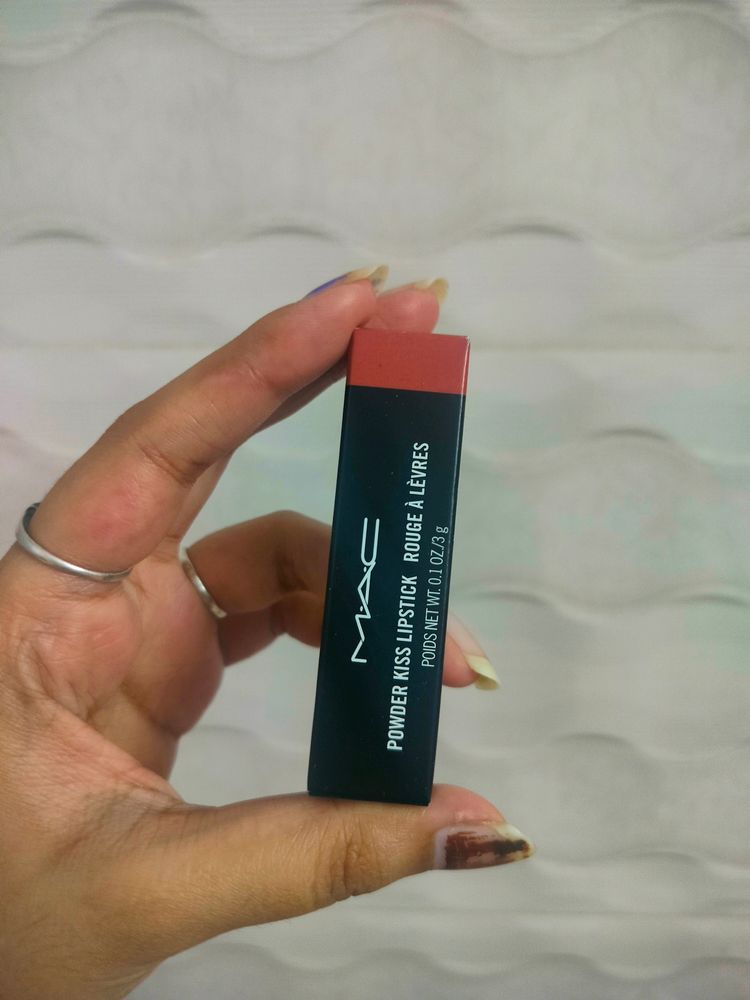 M·A·C
POWDER KISS LIPSTICK ROUGE À LÈVRES
POIDS NET WT. 0.1 OZ./3 g